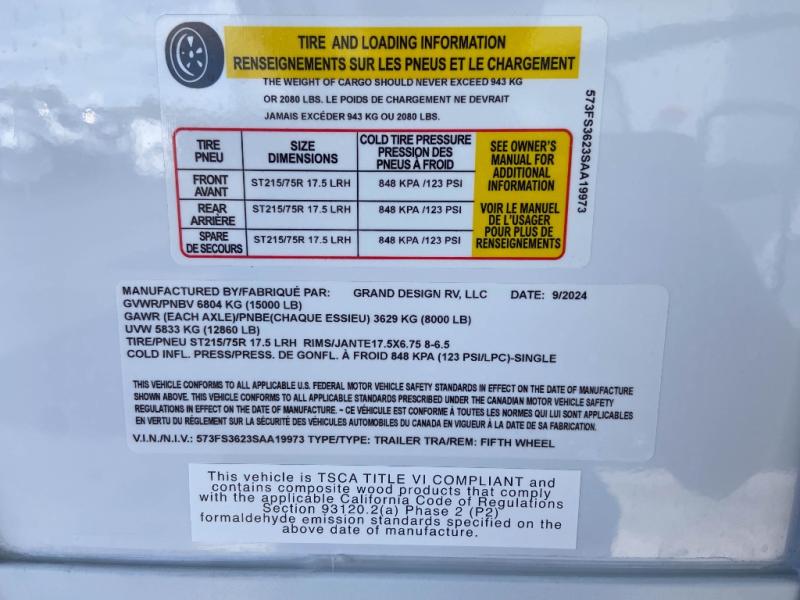 TIRE AND LOADING INFORMATION
RENSEIGNEMENTS SUR LES PNEUS ET LE CHARGEMENT
THE WEIGHT OF CARGO SHOULD NEVER EXCEED 943 KG
OR 2080 LBS. LE POIDS DE CHARGEMENT NE DEVRAIT
JAMAIS EXCÉDER 943 KG OU 2080 LBS.
573FS3623SAA19973
TIRE
PNEU
SIZE
DIMENSIONS
COLD TIRE PRESSURE
PRESSION DES
PNEUS À FROID
FRONT
AVANT
ST215/75R 17.5 LRH
848 KPA /123 PSI
REAR
ARRIÈRE
ST215/75R 17.5 LRH
848 KPA /123 PSI
SPARE
DE SECOURS
ST215/75R 17.5 LRH
848 KPA /123 PSI
SEE OWNER'S
MANUAL FOR
ADDITIONAL
INFORMATION
VOIR LE MANUEL
DE L'USAGER
POUR PLUS DE
RENSEIGNEMENTS
MANUFACTURED BY/FABRIQUÉ PAR: GRAND DESIGN RV, LLC DATE: 9/2024
GVWR/PNBV 6804 KG (15000 LB)
GAWR (EACH AXLE)/PNBE(CHAQUE ESSIEU) 3629 KG (8000 LB)
UVW 5833 KG (12860 LB)
TIRE/PNEU ST215/75R 17.5 LRH RIMS/JANTE17.5X6.75 8-6.5
COLD INFL. PRESS/PRESS. DE GONFL. À FROID 848 KPA (123 PSI/LPC)-SINGLE
THIS VEHICLE CONFORMS TO ALL APPLICABLE U.S. FEDERAL MOTOR VEHICLE SAFETY STANDARDS IN EFFECT ON THE DATE OF MANUFACTURE
SHOWN ABOVE. THIS VEHICLE CONFORMS TO ALL APPLICABLE STANDARDS PRESCRIBED UNDER THE CANADIAN MOTOR VEHICLE SAFETY
REGULATIONS IN EFFECT ON THE DATE OF MANUFACTURE. - CE VÉHICULE EST CONFORME À TOUTES LES NORMES QUI LUI SONT APPLICABLES
EN VERTU DU RÈGLEMENT SUR LA SÉCURITÉ DES VÉHICULES AUTOMOBILES DU CANADA EN VIGUEUR À LA DATE DE SA FABRICATION.
V.I.N./N.I.V.: 573FS3623SAA19973 TYPE/TYPE: TRAILER TRA/REM: FIFTH WHEEL
This vehicle is TSCA TITLE VI COMPLIANT and
contains composite wood products that comply
with the applicable California Code of Regulations
Section 93120.2(a) Phase 2 (P2)
formaldehyde emission standards specified on the
above date of manufacture.